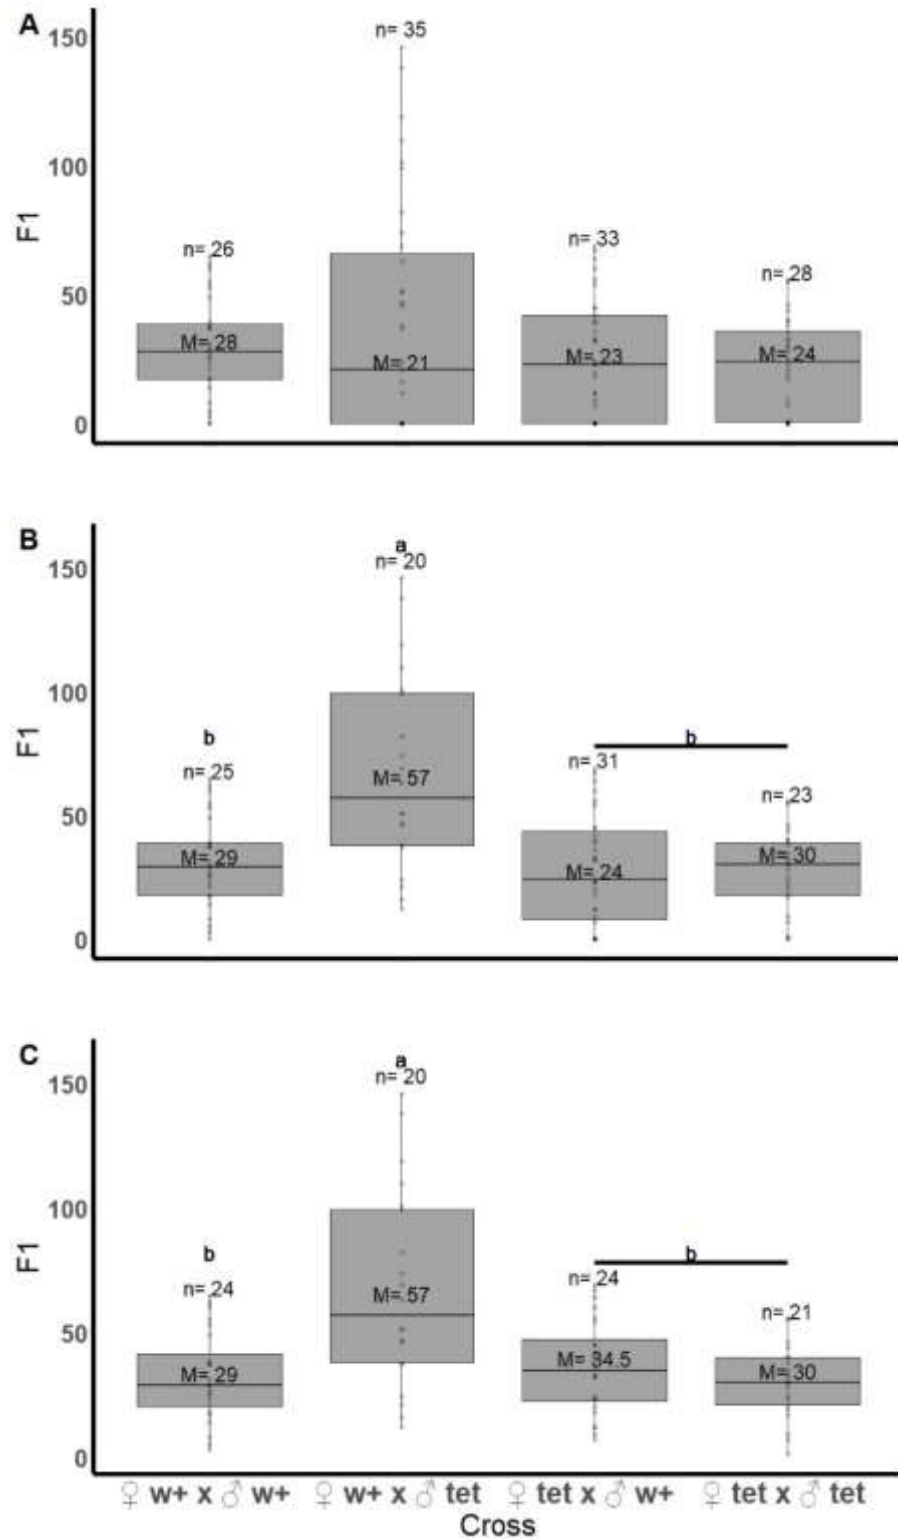 A
150
n= 35
100
F1
n= 26
n= 33
n= 28
50
M= 28
M= 21
M= 23
M= 24
0
B
a
150
n= 20
100
F1
b
b
n= 25
n= 31
n= 23
M= 57
50
M= 29
M= 24
M= 30
0
C
a
150
n= 20
100
F1
b
b
n= 24
n= 24
n= 21
M= 57
50
M= 29
M= 34.5
M= 30
0
♀ w+ x ♂ w+ ♀ w+ x ♂ tet ♀ tet x ♂ w+ ♀ tet x ♂ tet
Cross